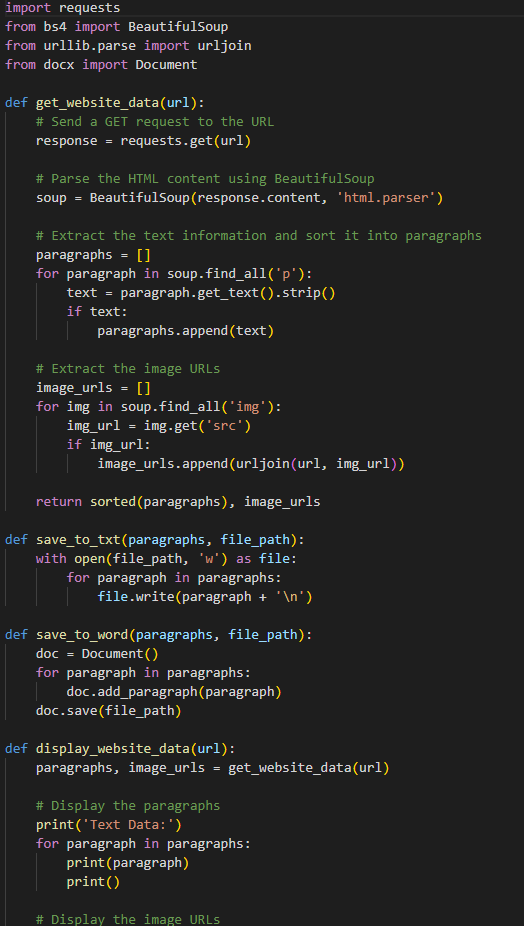 import requests
from bs4 import BeautifulSoup
from urllib.parse import urljoin
from docx import Document

def get_website_data(url):
    # Send a GET request to the URL
    response = requests.get(url)

    # Parse the HTML content using BeautifulSoup
    soup = BeautifulSoup(response.content, 'html.parser')

    # Extract the text information and sort it into paragraphs
    paragraphs = []
    for paragraph in soup.find_all('p'):
        text = paragraph.get_text().strip()
        if text:
            paragraphs.append(text)

    # Extract the image URLs
    image_urls = []
    for img in soup.find_all('img'):
        img_url = img.get('src')
        if img_url:
            image_urls.append(urljoin(url, img_url))

    return sorted(paragraphs), image_urls

def save_to_txt(paragraphs, file_path):
    with open(file_path, 'w') as file:
        for paragraph in paragraphs:
            file.write(paragraph + '\n')

def save_to_word(paragraphs, file_path):
    doc = Document()
    for paragraph in paragraphs:
        doc.add_paragraph(paragraph)
    doc.save(file_path)

def display_website_data(url):
    paragraphs, image_urls = get_website_data(url)

    # Display the paragraphs
    print('Text Data:')
    for paragraph in paragraphs:
        print(paragraph)
        print()

    # Display the image URLs